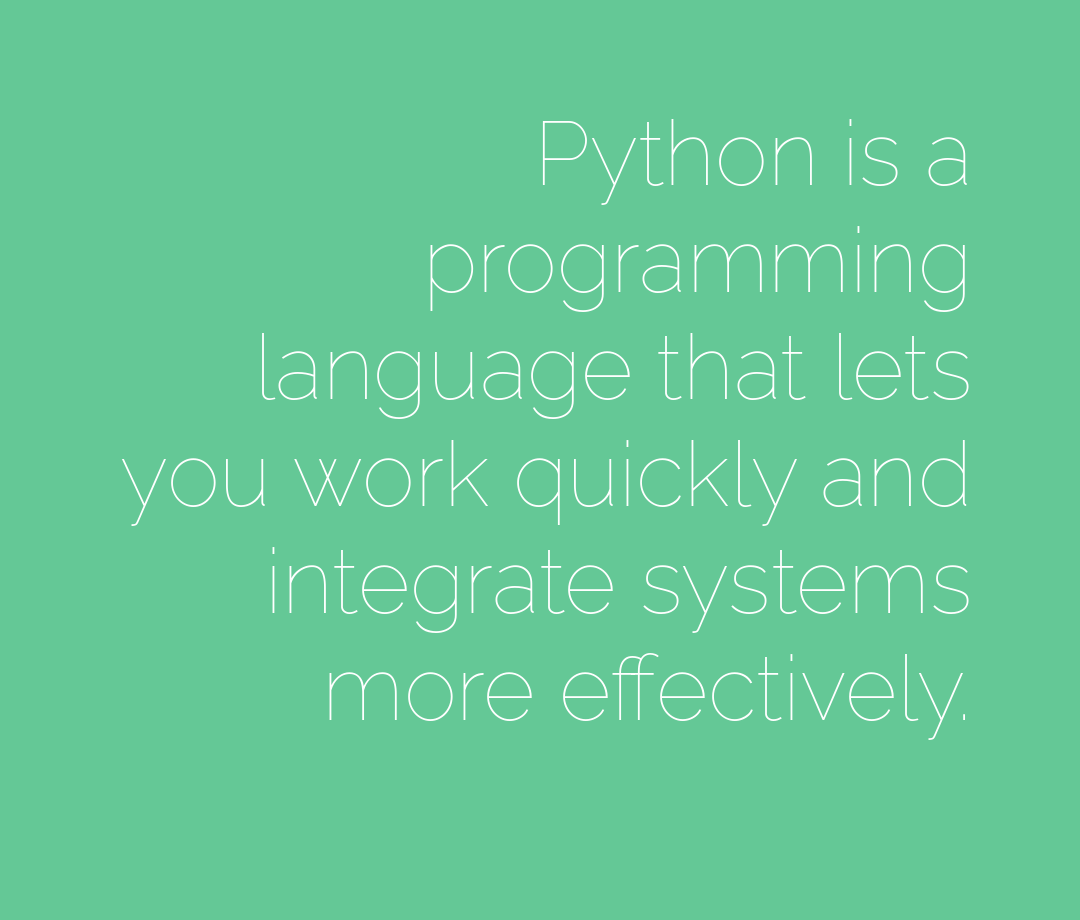 Python is a
programming
language that lets
you work quickly and
integrate systems
more effectively.